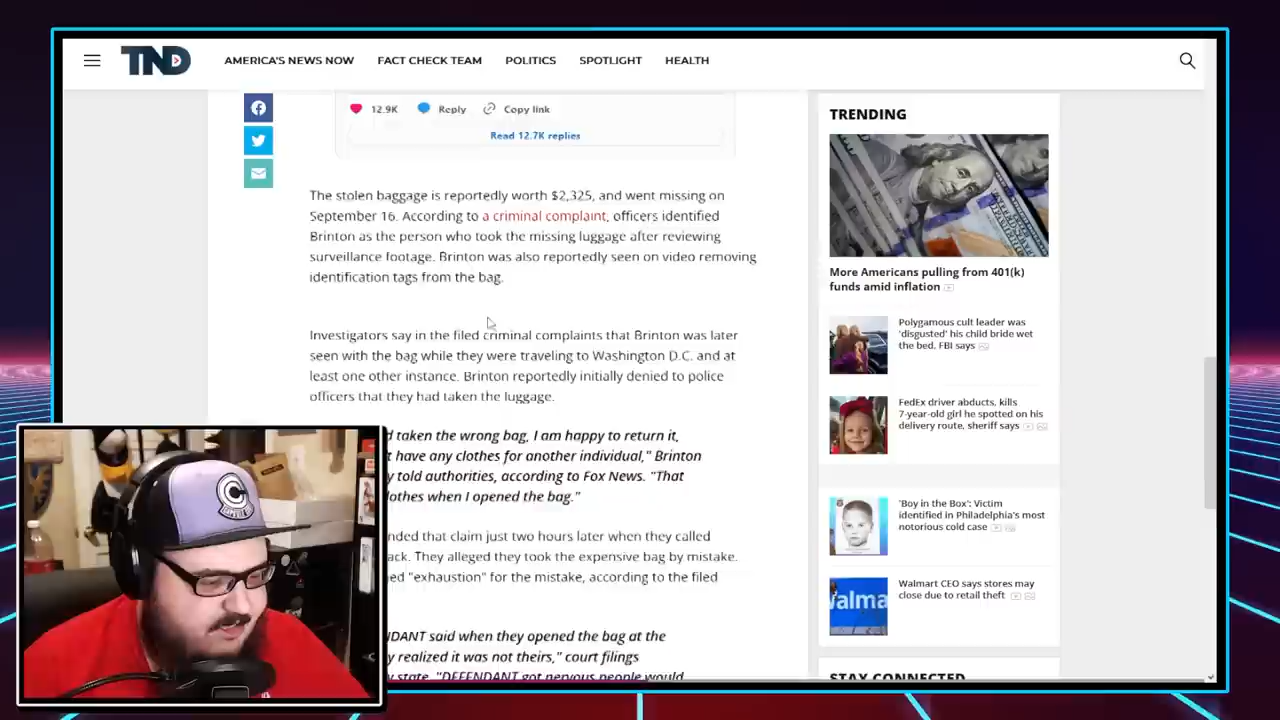 TND
AMERICA'S NEWS NOW
FACT CHECK TEAM
POLITICS
SPOTLIGHT
HEALTH
12.9K
Reply
Copy link
Read 12.7K replies
The stolen baggage is reportedly worth $2,325, and went missing on
September 16. According to a criminal complaint, officers identified
Brinton as the person who took the missing luggage after reviewing
surveillance footage. Brinton was also reportedly seen on video removing
identification tags from the bag.
Investigators say in the filed criminal complaints that Brinton was later
seen with the bag while they were traveling to Washington D.C. and at
least one other instance. Brinton reportedly initially denied to police
officers that they had taken the luggage.
d taken the wrong bag, I am happy to return it,
t have any clothes for another individual," Brinton
y told authorities, according to Fox News. "That
lothes when I opened the bag."
nded that claim just two hours later when they called
ack. They alleged they took the expensive bag by mistake.
ed "exhaustion" for the mistake, according to the filed
NDANT said when they opened the bag at the
y realized it was not theirs," court filings
y state. "DEFENDANT got nervous people would
TRENDING
More Americans pulling from 401(k)
funds amid inflation
Polygamous cult leader was
'disgusted' his child bride wet
the bed, FBI says
FedEx driver abducts, kills
7-year-old girl he spotted on his
delivery route, sheriff says
'Boy in the Box': Victim
identified in Philadelphia's most
notorious cold case
Walmart CEO says stores may
close due to retail theft
STAY CONNECTED